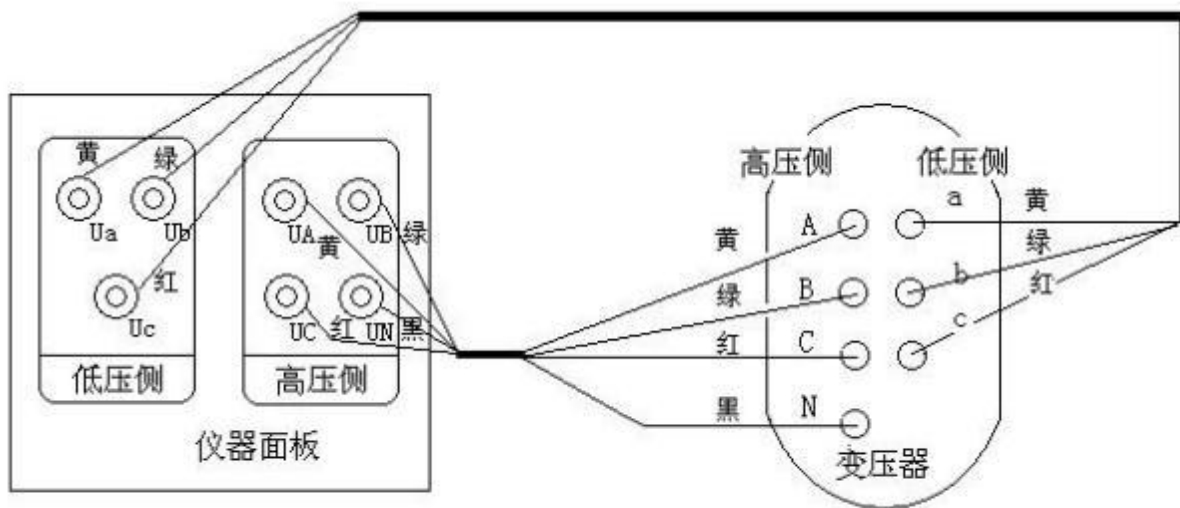 黄 绿
Ua Ub
红
Uc
低压侧
UA UB 绿
黄
UC 红 UN 黑
高压侧
仪器面板
高压侧 低压侧
黄 A a 黄
绿 B b 绿
红 C c 红
黑 N
变压器